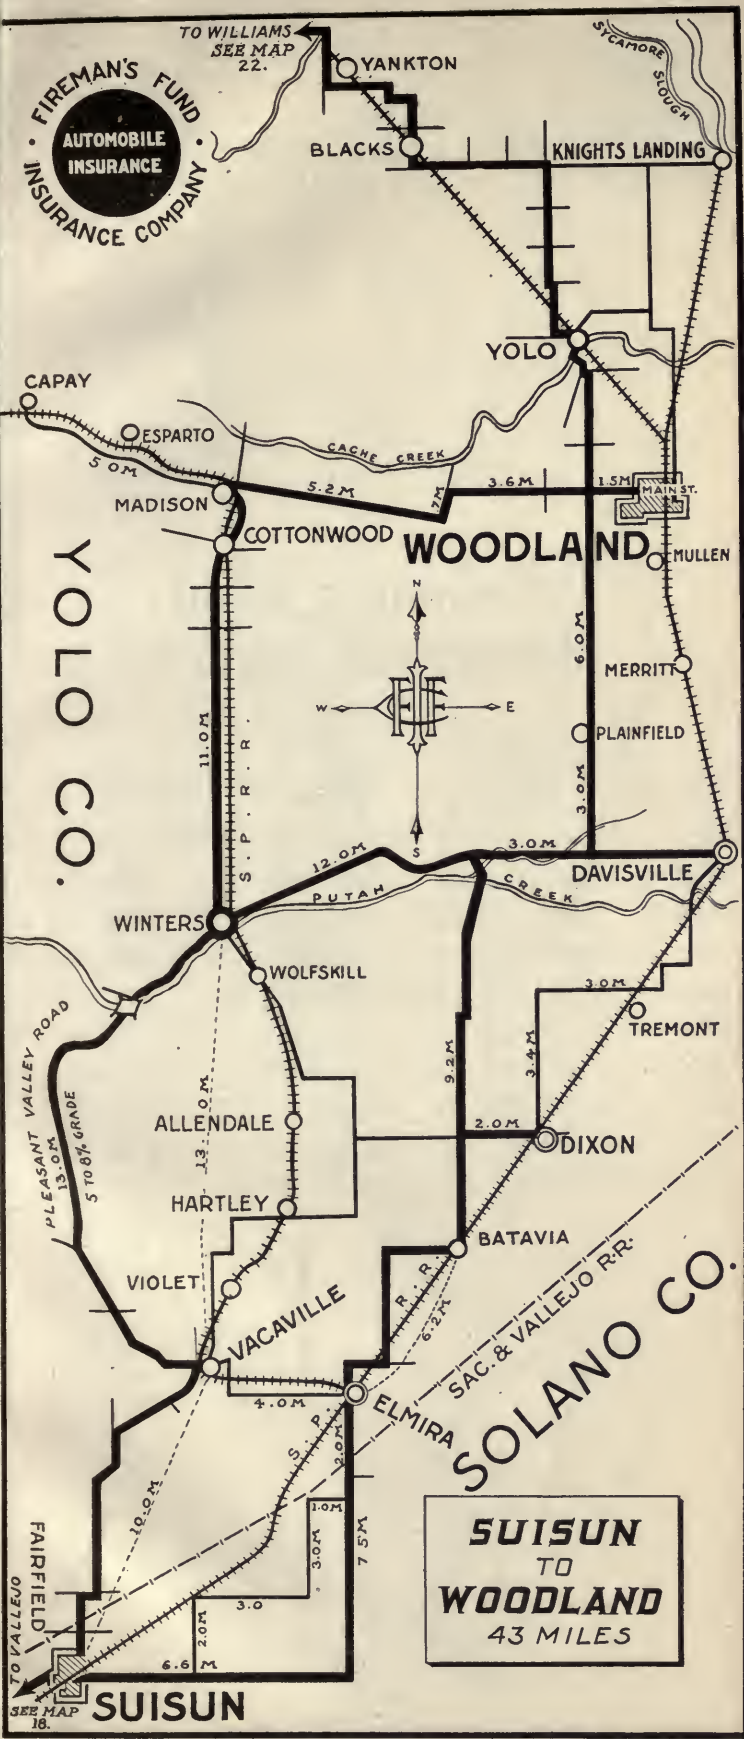 TO WILLIAMS
SEE MAP
22.
FIREMAN'S FUND
INSURANCE COMPANY
AUTOMOBILE
INSURANCE
YANKTON
BLACKS
KNIGHTS LANDING
SYCAMORE
SLOUGH
YOLO
CAPAY
ESPARTO
5.0M
CACHE CREEK
MADISON
5.2M
.7M
3.6M
1.5M
MAIN ST.
COTTONWOOD
WOODLAND
MULLEN
YOLO CO.
N
W
E
S
6.0M
MERRITT
11.0M
S.P.R.R.
PLAINFIELD
3.0M
12.0M
3.0M
DAVISVILLE
PUTAH CREEK
WINTERS
WOLFSKILL
3.0M
TREMONT
PLEASANT VALLEY ROAD
13.0M
5 TO 8% GRADE
13.0M
9.2M
3.4M
ALLENDALE
2.0M
DIXON
HARTLEY
BATAVIA
VIOLET
R.R.
6.2M
SAC. & VALLEJO R.R.
SOLANO CO.
VACAVILLE
4.0M
ELMIRA
S.P.
2.0M
10.0M
1.0M
3.0M
7 5M
FAIRFIELD
3.0
2.0M
TO VALLEJO
6.6 M
SUISUN
SEE MAP
18.
SUISUN
TO
WOODLAND
43 MILES